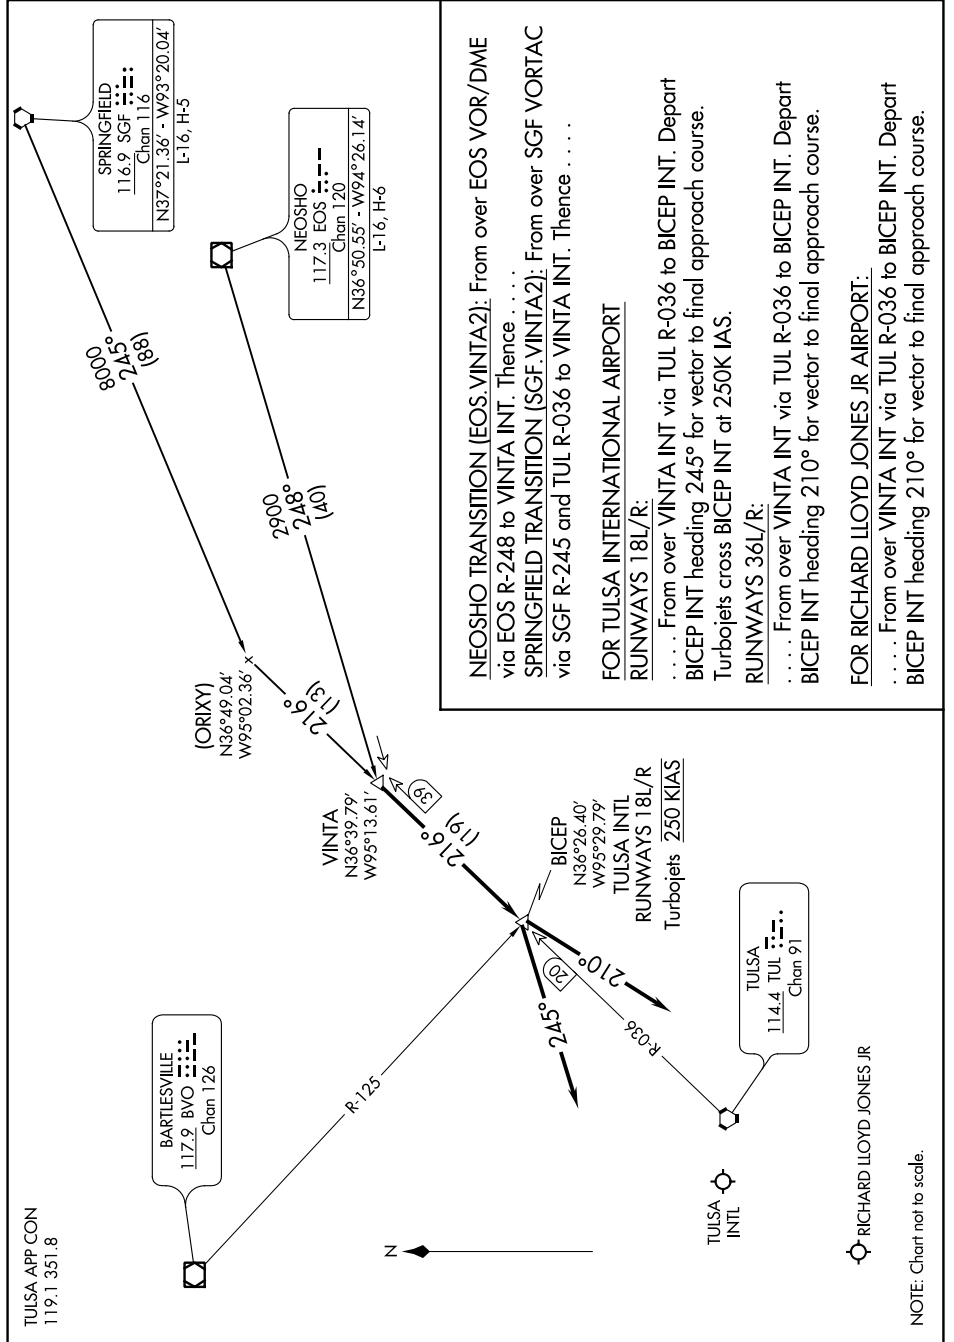 TULSA APP CON
119.1 351.8
BARTLESVILLE
117.9 BVO
Chan 126
R-125
N
SPRINGFIELD
116.9 SGF
Chan 116
N37°21.36' - W93°20.04'
L-16, H-5
NEOSHO
117.3 EOS
Chan 120
N36°50.55' - W94°26.14'
L-16, H-6
8000
245°
(88)
2900
248°
(40)
(ORIXY)
N36°49.04'
W95°02.36'
216°
(13)
VINTA
N36°39.79'
W95°13.61'
39
216°
(19)
BICEP
N36°26.40'
W95°29.79'
TULSA INTL
RUNWAYS 18L/R
Turbojets 250 KIAS
20
245°
210°
R-036
TULSA
114.4 TUL
Chan 91
TULSA
INTL
RICHARD LLOYD JONES JR
NOTE: Chart not to scale.
NEOSHO TRANSITION (EOS.VINTA2): From over EOS VOR/DME
via EOS R-248 to VINTA INT. Thence . . . .
SPRINGFIELD TRANSITION (SGF.VINTA2): From over SGF VORTAC
via SGF R-245 and TUL R-036 to VINTA INT. Thence . . . .
FOR TULSA INTERNATIONAL AIRPORT
RUNWAYS 18L/R:
. . . . From over VINTA INT via TUL R-036 to BICEP INT. Depart
BICEP INT heading 245° for vector to final approach course.
Turbojets cross BICEP INT at 250K IAS.
RUNWAYS 36L/R:
. . . . From over VINTA INT via TUL R-036 to BICEP INT. Depart
BICEP INT heading 210° for vector to final approach course.
FOR RICHARD LLOYD JONES JR AIRPORT:
. . . . From over VINTA INT via TUL R-036 to BICEP INT. Depart
BICEP INT heading 210° for vector to final approach course.